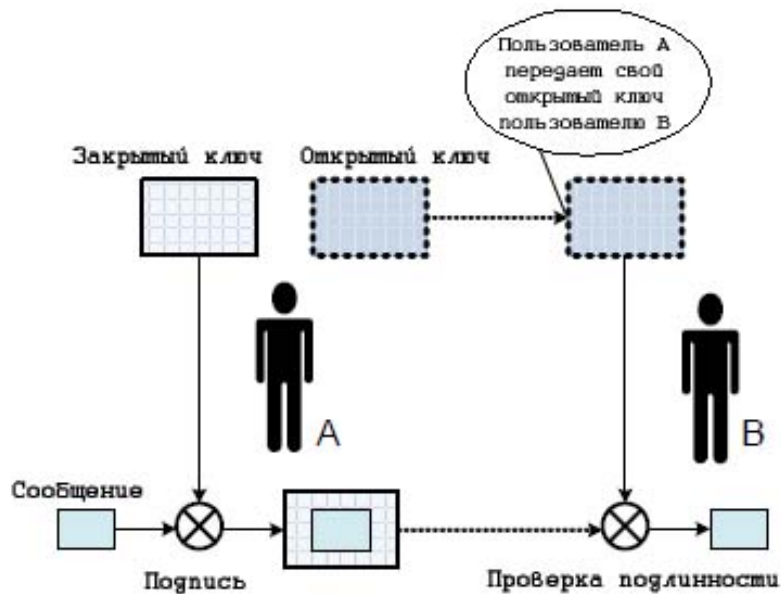 Пользователь А
передает свой
открытый ключ
пользователю В
Закрытый ключ
Открытый ключ
A
B
Сообщение
Подпись
Проверка подлинности